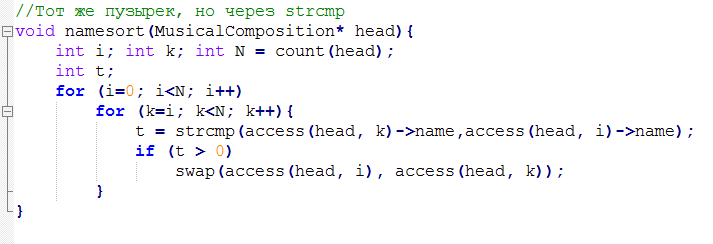 //Тот же пузырек, но через strcmp
void namesort(MusicalComposition* head){
    int i; int k; int N = count(head);
    int t;
    for (i=0; i<N; i++)
        for (k=i; k<N; k++){
            t = strcmp(access(head, k)->name,access(head, i)->name);
            if (t > 0)
                swap(access(head, i), access(head, k));
        }
}